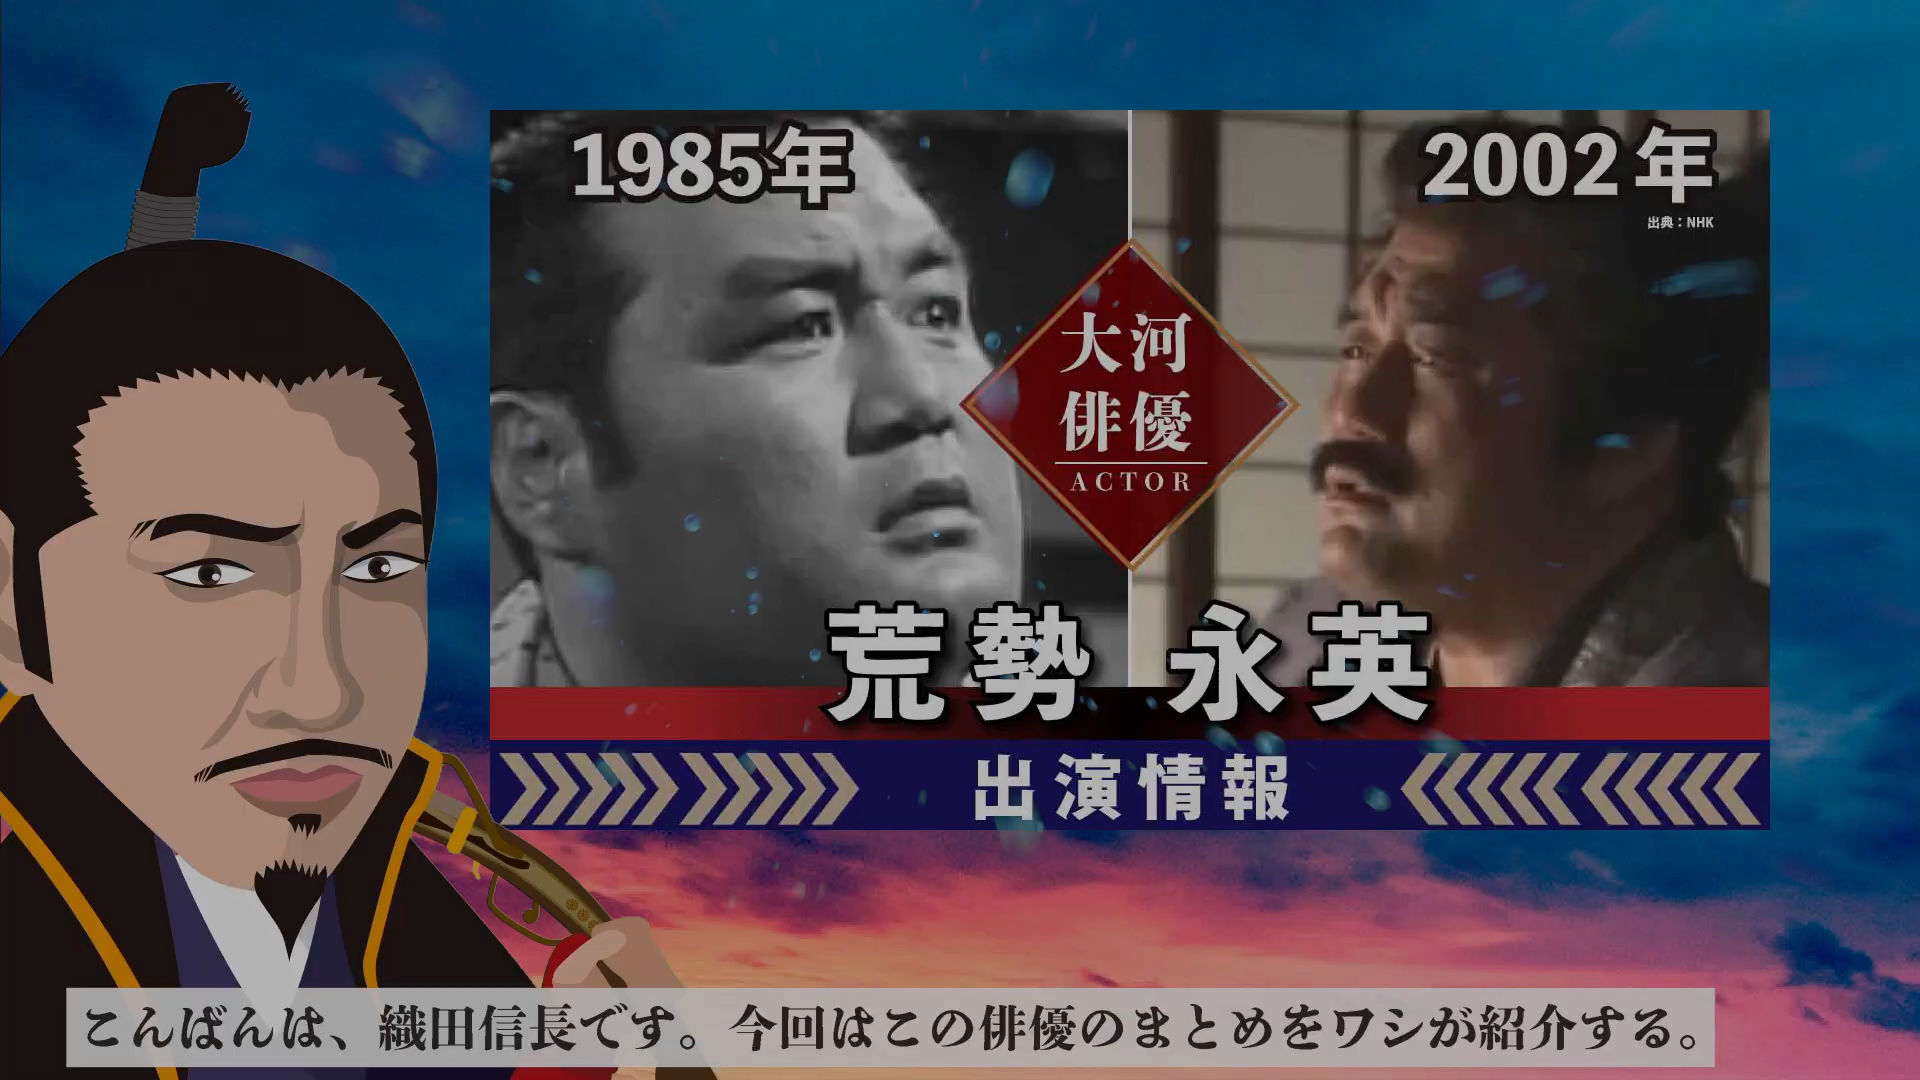 1985年
2002年
出典：NHK
大河
俳優
ACTOR
荒勢 永英
出演情報
こんばんは、織田信長です。今回はこの俳優のまとめをワシが紹介する。